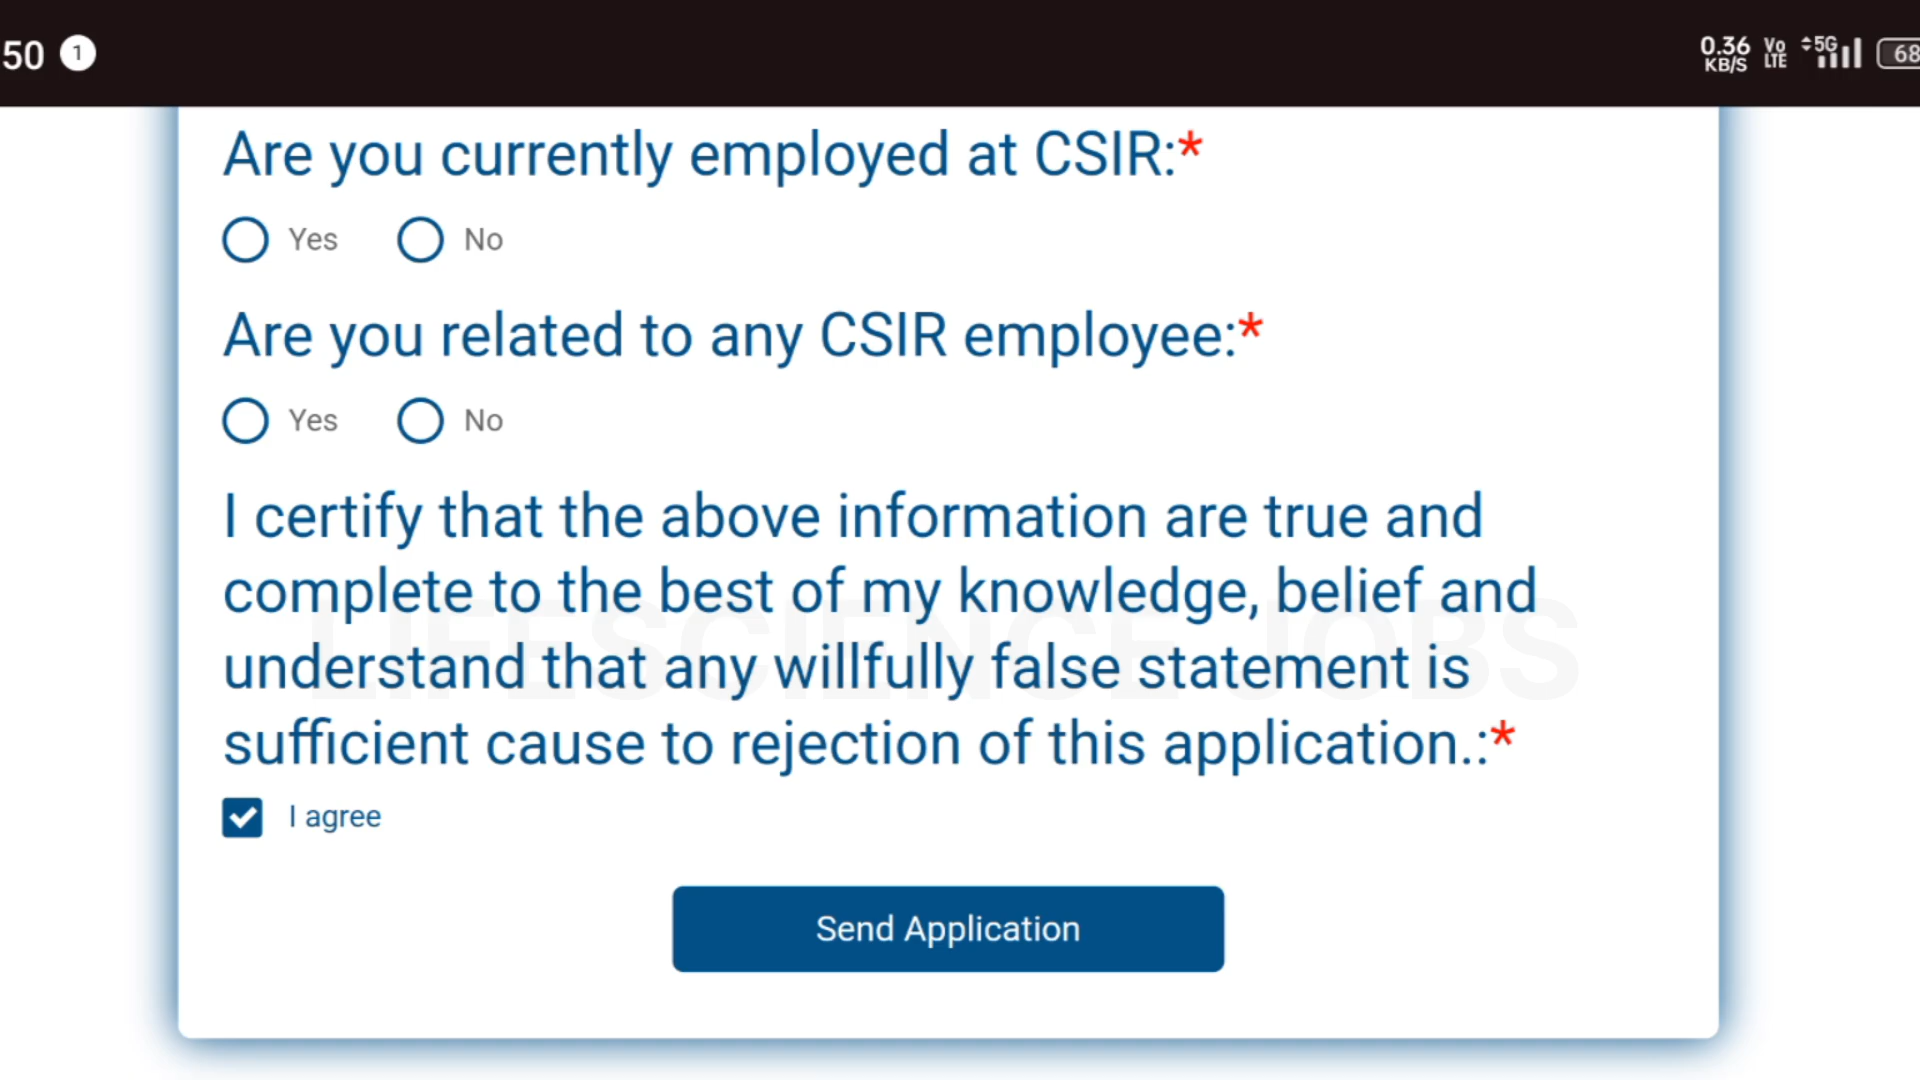 50 1 0.36 KB/S Vo LTE 5G 68
Are you currently employed at CSIR:*
Yes No
Are you related to any CSIR employee:*
Yes No
I certify that the above information are true and
complete to the best of my knowledge, belief and
understand that any willfully false statement is
sufficient cause to rejection of this application.:*
LIFESCIENCE JOBS
I agree
Send Application